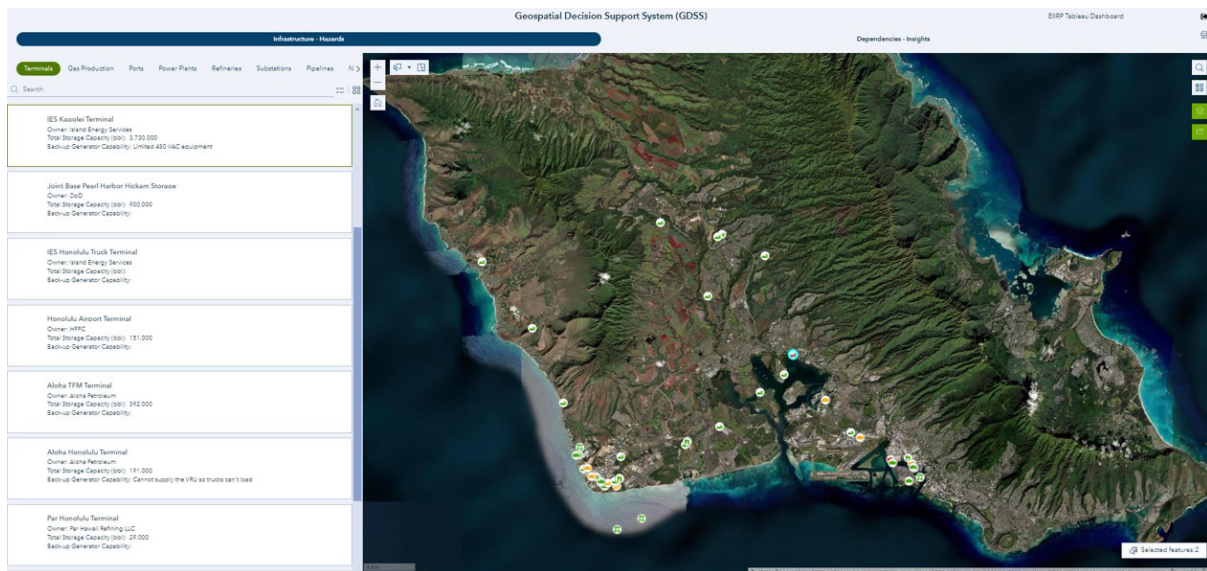 Geospatial Decision Support System (GDSS)
EIIRP Tableau Dashboard
Infrastructure - Hazards
Dependencies - Insights
Terminals Gas Production Ports Power Plants Refineries Substations Pipelines N
Search
IES Kapolei Terminal
Owner: Island Energy Services
Total Storage Capacity (bbl): 3,730,000
Back-up Generator Capability: Limited 480 VAC equipment
Joint Base Pearl Harbor Hickam Storage
Owner: DoD
Total Storage Capacity (bbl): 900,000
Back-up Generator Capability:
IES Honolulu Truck Terminal
Owner: Island Energy Services
Total Storage Capacity (bbl):
Back-up Generator Capability:
Honolulu Airport Terminal
Owner: HFFC
Total Storage Capacity (bbl): 151,000
Back-up Generator Capability:
Aloha TFM Terminal
Owner: Aloha Petroleum
Total Storage Capacity (bbl): 392,000
Back-up Generator Capability:
Aloha Honolulu Terminal
Owner: Aloha Petroleum
Total Storage Capacity (bbl): 191,000
Back-up Generator Capability: Cannot supply the VRU so trucks can't load
Par Honolulu Terminal
Owner: Par Hawaii Refining LLC
Total Storage Capacity (bbl): 29,000
Back-up Generator Capability:
Selected features:2